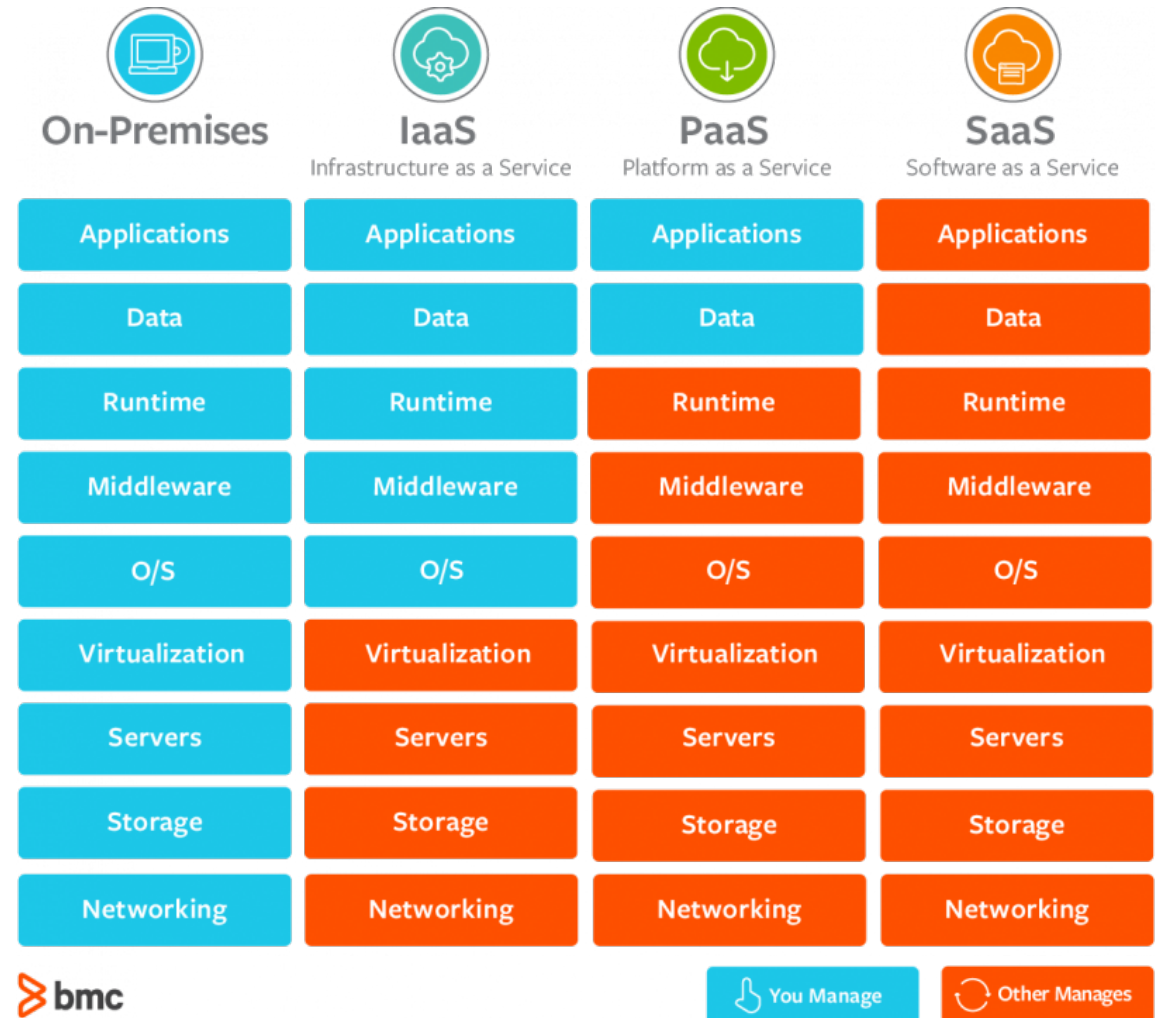 On-Premises
IaaS
Infrastructure as a Service
PaaS
Platform as a Service
SaaS
Software as a Service
Applications
Applications
Applications
Applications
Data
Data
Data
Data
Runtime
Runtime
Runtime
Runtime
Middleware
Middleware
Middleware
Middleware
O/S
O/S
O/S
O/S
Virtualization
Virtualization
Virtualization
Virtualization
Servers
Servers
Servers
Servers
Storage
Storage
Storage
Storage
Networking
Networking
Networking
Networking
bmc
You Manage
Other Manages